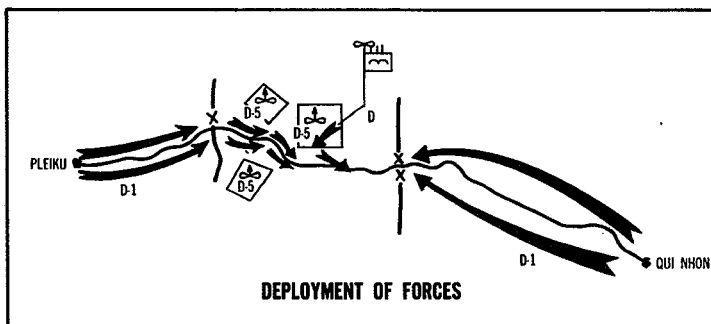 D-5
D-5
D
PLEIKU
D-1
D-5
D-1
QUI NHON
DEPLOYMENT OF FORCES